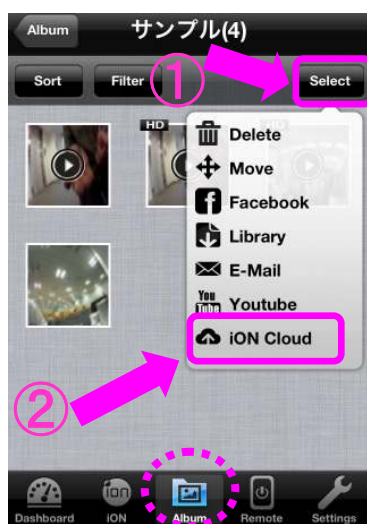 Album サンプル(4)
①
Sort Filter Select
HD
Delete
Move
Facebook
Library
E-Mail
You Tube Youtube
iON Cloud
②
ion
Dashboard iON Album Remote Settings